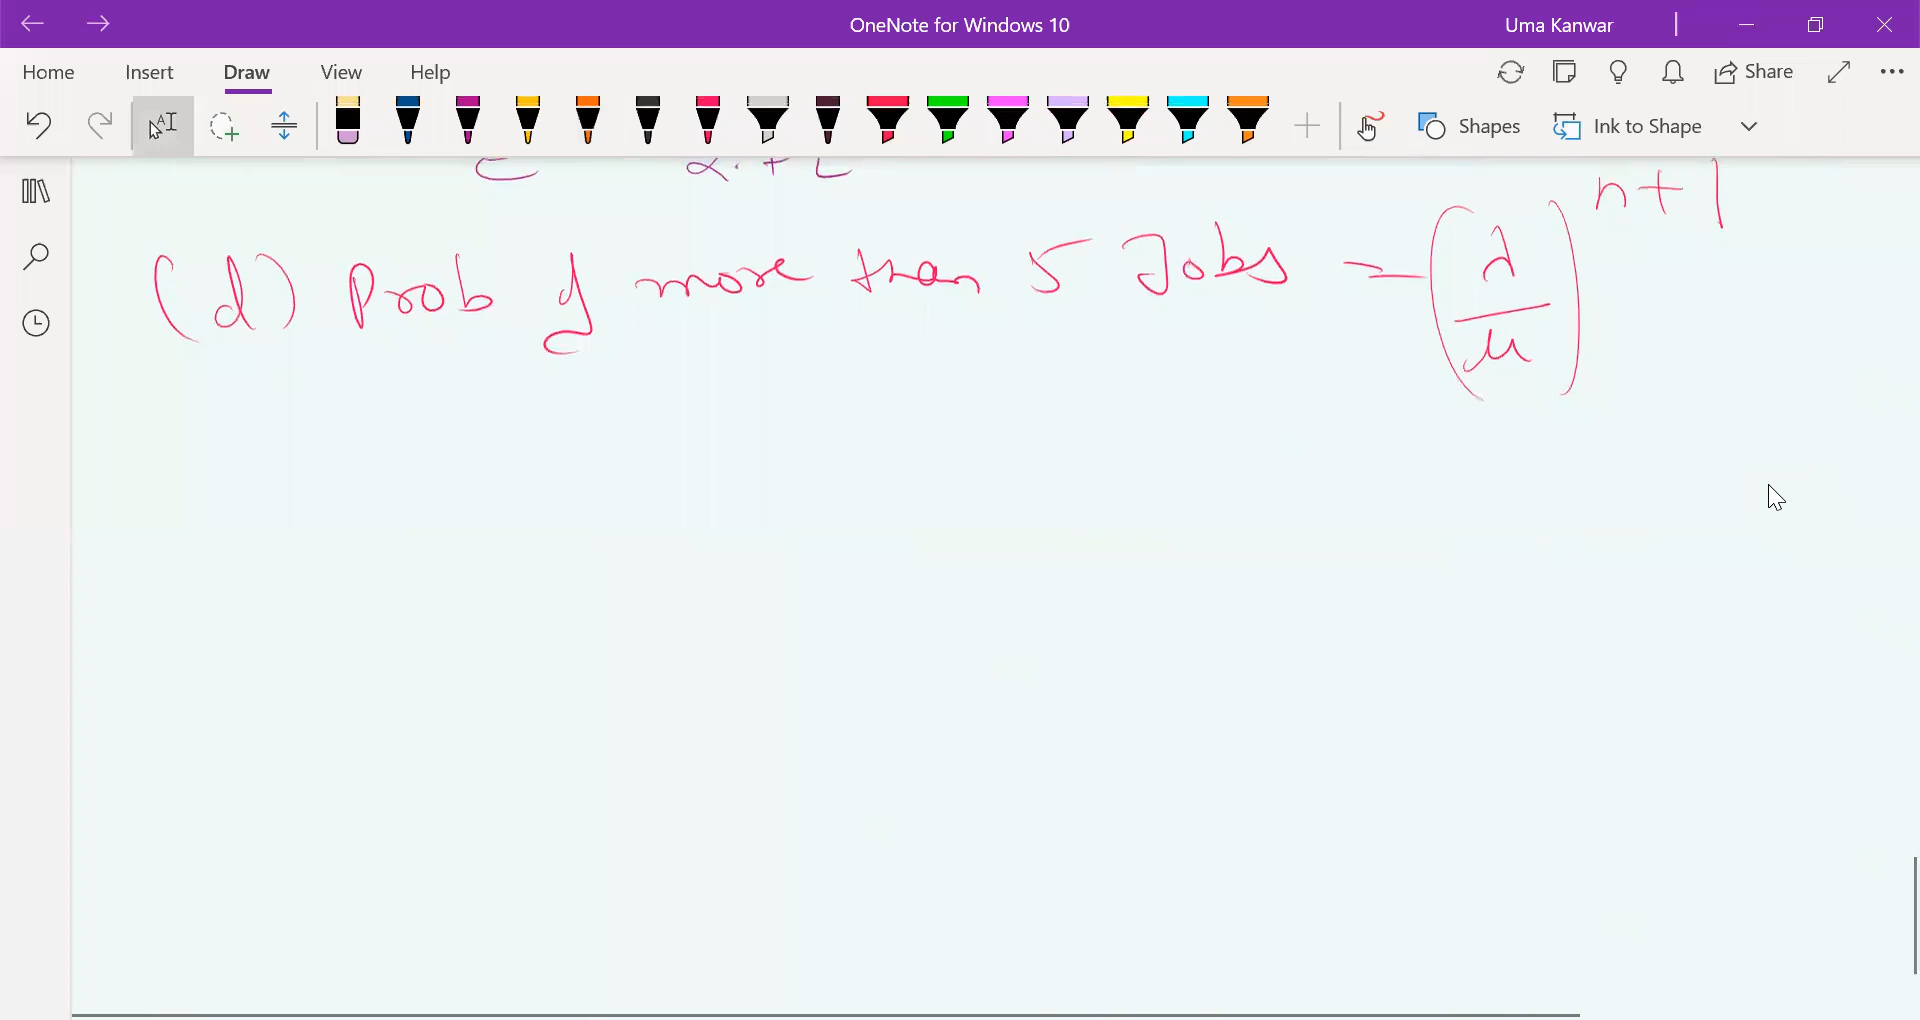 OneNote for Windows 10
Uma Kanwar
Home Insert Draw View Help
Share
Shapes
Ink to Shape
(d) Prob of more than 5 Jobs = (λ/μ)^n+1